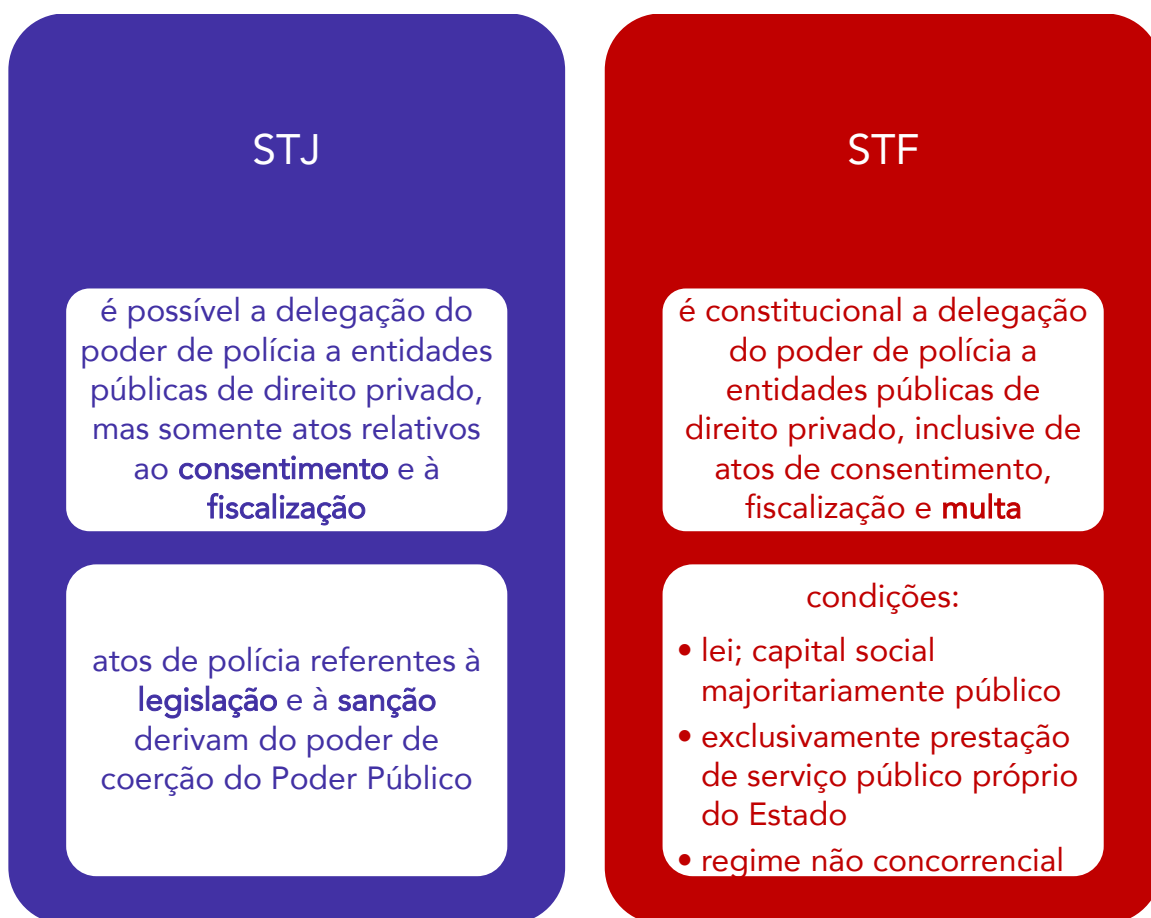 STJ
é possível a delegação do
poder de polícia a entidades
públicas de direito privado,
mas somente atos relativos
ao consentimento e à
fiscalização
atos de polícia referentes à
legislação e à sanção
derivam do poder de
coerção do Poder Público
STF
é constitucional a delegação
do poder de polícia a
entidades públicas de
direito privado, inclusive de
atos de consentimento,
fiscalização e multa
condições:
• lei; capital social
majoritariamente público
• exclusivamente prestação
de serviço público próprio
do Estado
• regime não concorrencial